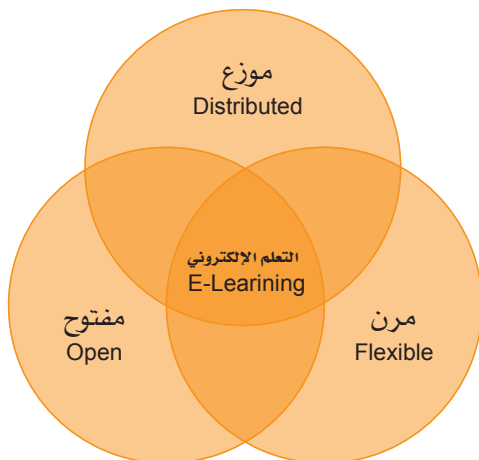 موزع
Distributed
التعلم الإلكتروني
E-Learining
مفتوح
Open
مرن
Flexible